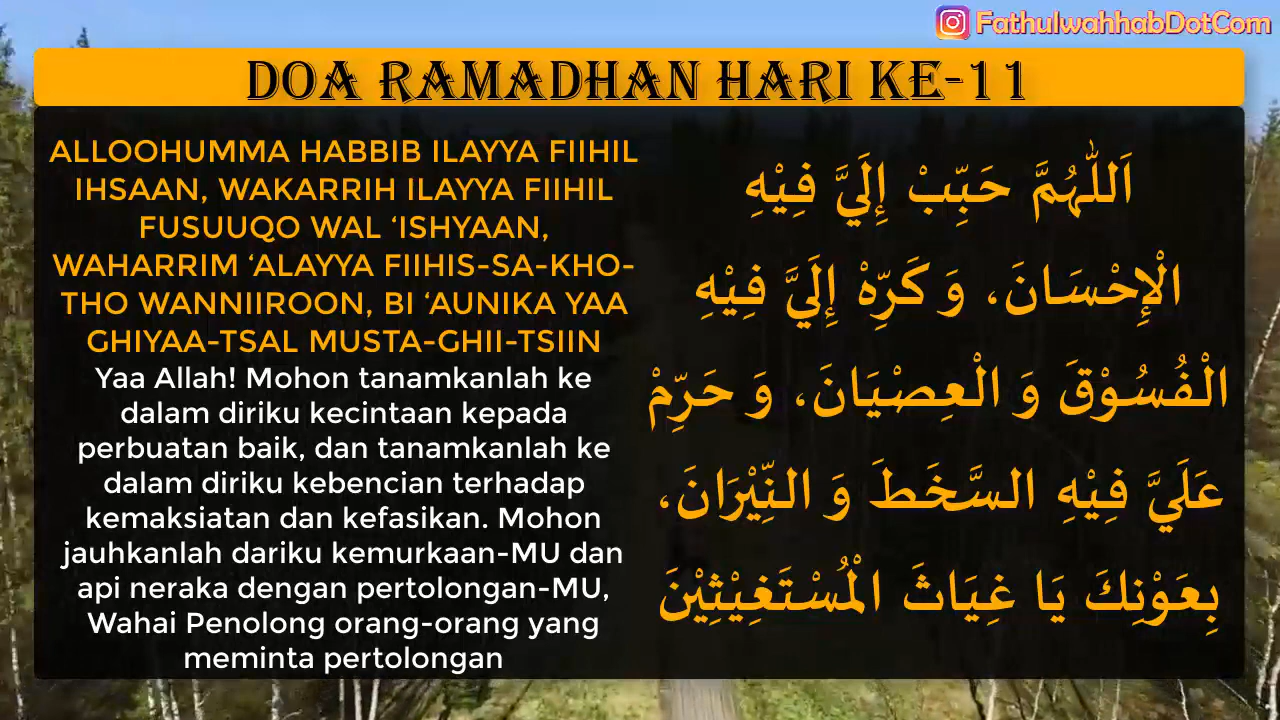 FathulwahhabDotCom
DOA RAMADHAN HARI KE-11
ALLOOHUMMA HABBIB ILAYYA FIIHIL
IHSAAN, WAKARRIH ILAYYA FIIHIL
FUSUUQO WAL ‘ISHYAAN,
WAHARRIM ‘ALAYYA FIIHIS-SA-KHO-
THO WANNIIROON, BI ‘AUNIKA YAA
GHIYAA-TSAL MUSTA-GHII-TSIIN
Yaa Allah! Mohon tanamkanlah ke
dalam diriku kecintaan kepada
perbuatan baik, dan tanamkanlah ke
dalam diriku kebencian terhadap
kemaksiatan dan kefasikan. Mohon
jauhkanlah dariku kemurkaan-MU dan
api neraka dengan pertolongan-MU,
Wahai Penolong orang-orang yang
meminta pertolongan
اَللّٰهُمَّ حَبِّبْ إِلَيَّ فِيْهِ
الْإِحْسَانَ، وَ كَرِّهْ إِلَيَّ فِيْهِ
الْفُسُوْقَ وَ الْعِصْيَانَ، وَ حَرِّمْ
عَلَيَّ فِيْهِ السَّخَطَ وَ النِّيْرَانَ،
بِعَوْنِكَ يَا غِيَاثَ الْمُسْتَغِيْثِيْنَ